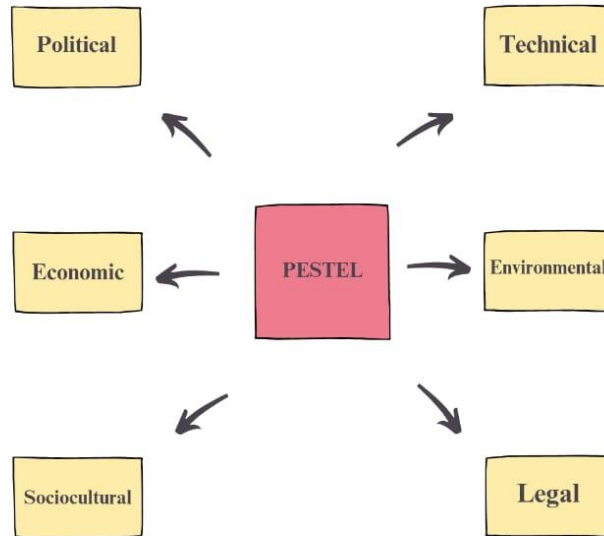 Political
Technical
Economic
PESTEL
Environmental
Sociocultural
Legal